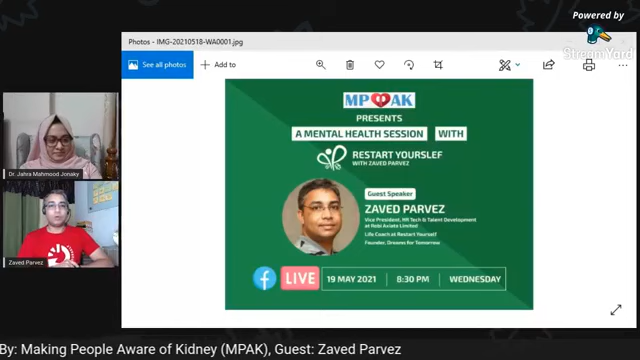 Powered by
StreamYard
Photos - IMG-20210518-WA0001.jpg
See all photos
Add to
MPAK
PRESENTS
A MENTAL HEALTH SESSION WITH
RESTART YOURSLEF
WITH ZAVED PARVEZ
Guest Speaker
ZAVED PARVEZ
Vice President, HR Tech & Talent Development
at Robi Axiata Limited
Life Coach at Restart Yourself
Founder, Dreams for Tomorrow
LIVE 19 MAY 2021 8:30 PM WEDNESDAY
Dr. Jahra Mahmood Jonaky
Zaved Parvez
By: Making People Aware of Kidney (MPAK), Guest: Zaved Parvez